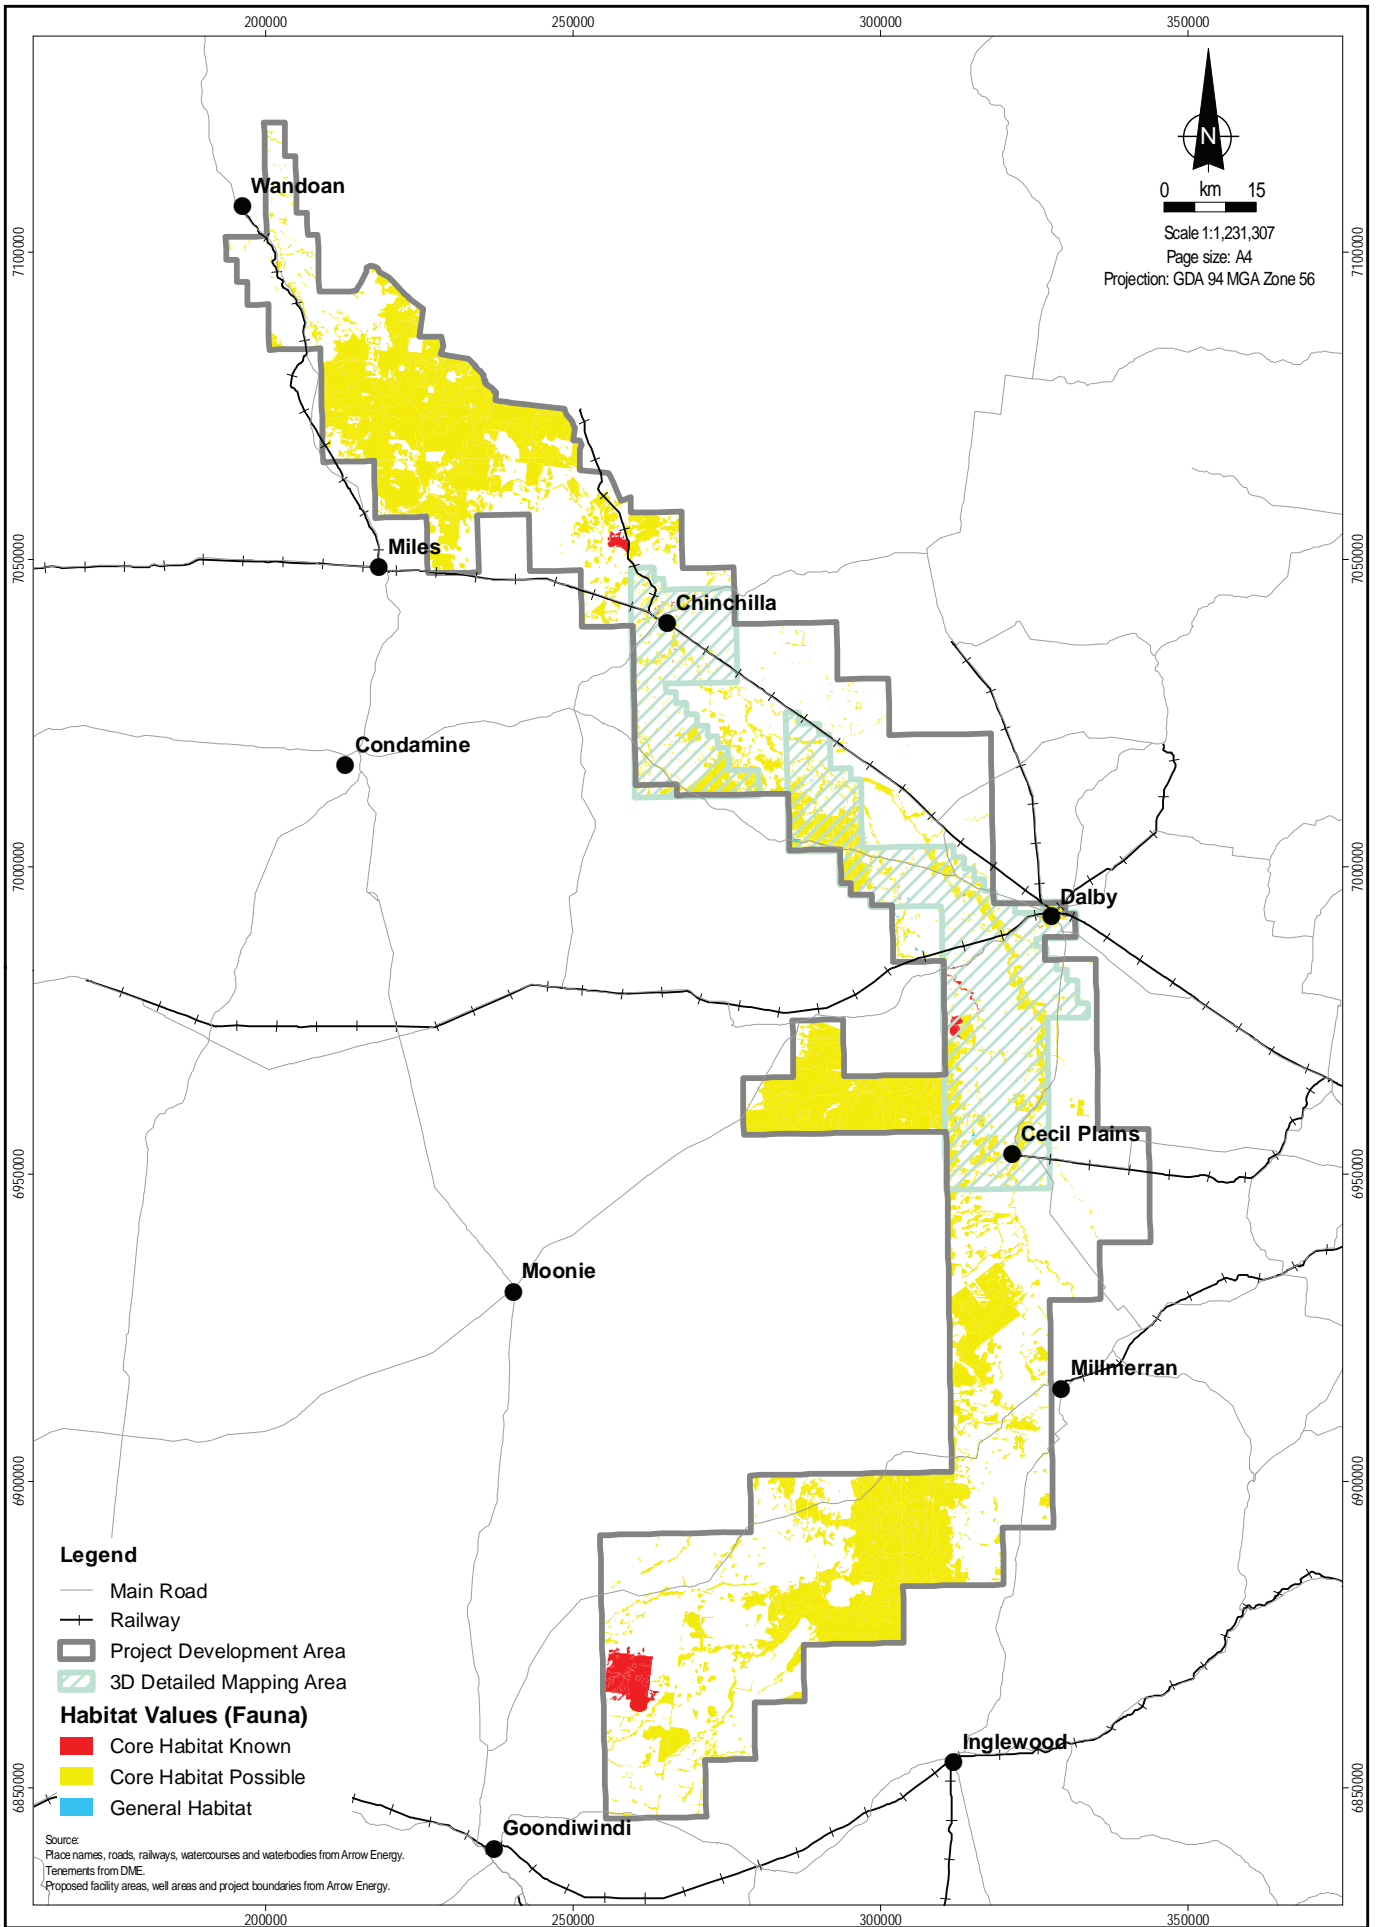 200000
250000
300000
350000
N
0 km 15
Scale 1:1,231,307
Page size: A4
Projection: GDA 94 MGA Zone 56
Wandoan
7100000
7100000
Miles
7050000
7050000
Chinchilla
Condamine
7000000
7000000
Dalby
Cecil Plains
6950000
6950000
Moonie
Millmerran
6900000
6900000
Legend
Main Road
Railway
Project Development Area
3D Detailed Mapping Area
Habitat Values (Fauna)
Core Habitat Known
Core Habitat Possible
General Habitat
Inglewood
6850000
6850000
Goondiwindi
Source:
Place names, roads, railways, watercourses and waterbodies from Arrow Energy.
Tenements from DME.
Proposed facility areas, well areas and project boundaries from Arrow Energy.
200000
250000
300000
350000